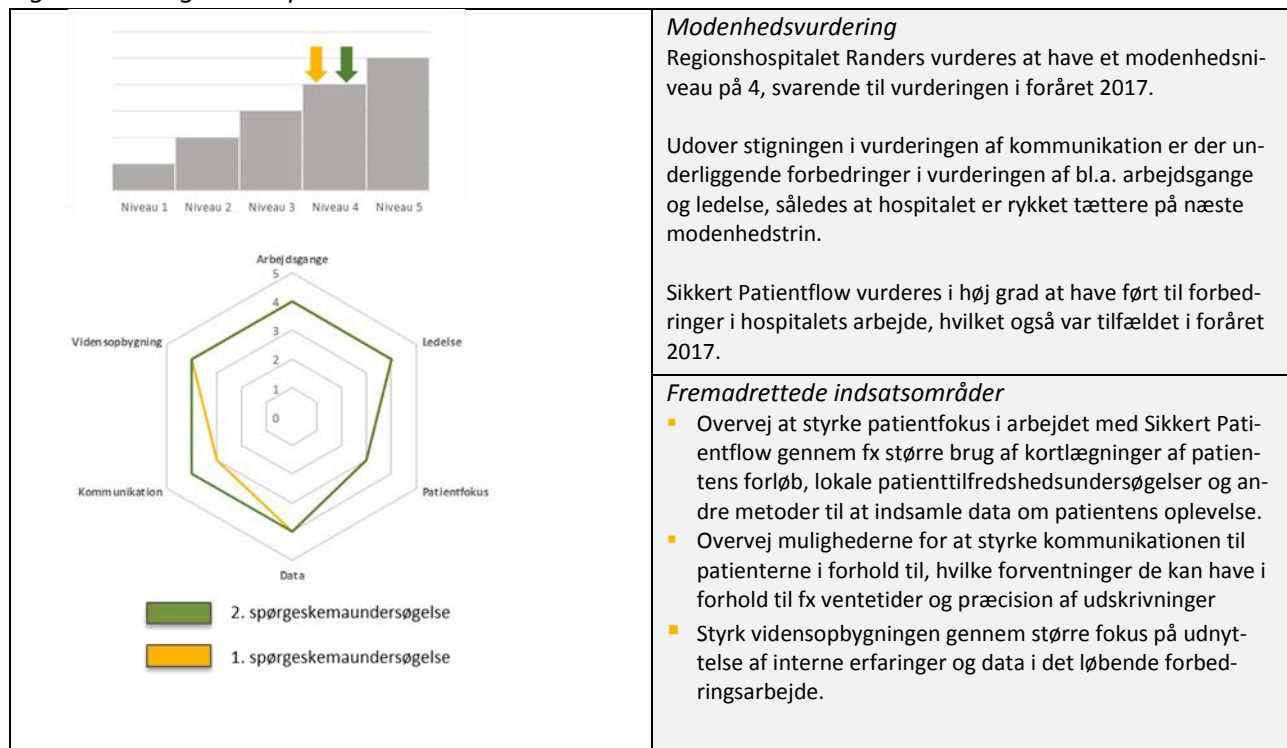 Niveau 1 Niveau 2 Niveau 3 Niveau 4 Niveau 5
Arbejdsgange
5
4
Vidensopbygning
3
Ledelse
2
1
0
Kommunikation
Patientfokus
Data
2. spørgeskemaundersøgelse
1. spørgeskemaundersøgelse
Modenhedsvurdering
Regionshospitalet Randers vurderes at have et modenhedsni-
veau på 4, svarende til vurderingen i foråret 2017.
Udover stigningen i vurderingen af kommunikation er der un-
derliggende forbedringer i vurderingen af bl.a. arbejdsgange
og ledelse, således at hospitalet er rykket tættere på næste
modenhedstrin.
Sikkert Patientflow vurderes i høj grad at have ført til forbed-
ringer i hospitalets arbejde, hvilket også var tilfældet i foråret
2017.
Fremadrettede indsatsområder
Overvej at styrke patientfokus i arbejdet med Sikkert Pati-
entflow gennem fx større brug af kortlægninger af patien-
tens forløb, lokale patienttilfredshedsundersøgelser og an-
dre metoder til at indsamle data om patientens oplevelse.
Overvej mulighederne for at styrke kommunikationen til
patienterne i forhold til, hvilke forventninger de kan have i
forhold til fx ventetider og præcision af udskrivninger
Styrk vidensopbygningen gennem større fokus på udnyt-
telse af interne erfaringer og data i det løbende forbed-
ringsarbejde.